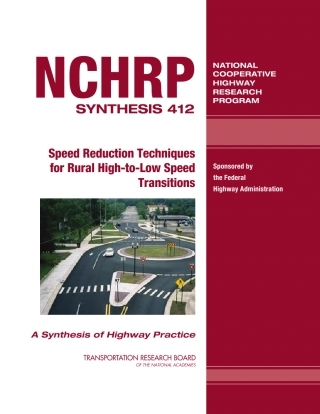 NCHRP
SYNTHESIS 412
NATIONAL
COOPERATIVE
HIGHWAY
RESEARCH
PROGRAM
Speed Reduction Techniques
for Rural High-to-Low Speed
Transitions
Sponsored by
the Federal
Highway Administration
A Synthesis of Highway Practice
TRANSPORTATION RESEARCH BOARD
OF THE NATIONAL ACADEMIES